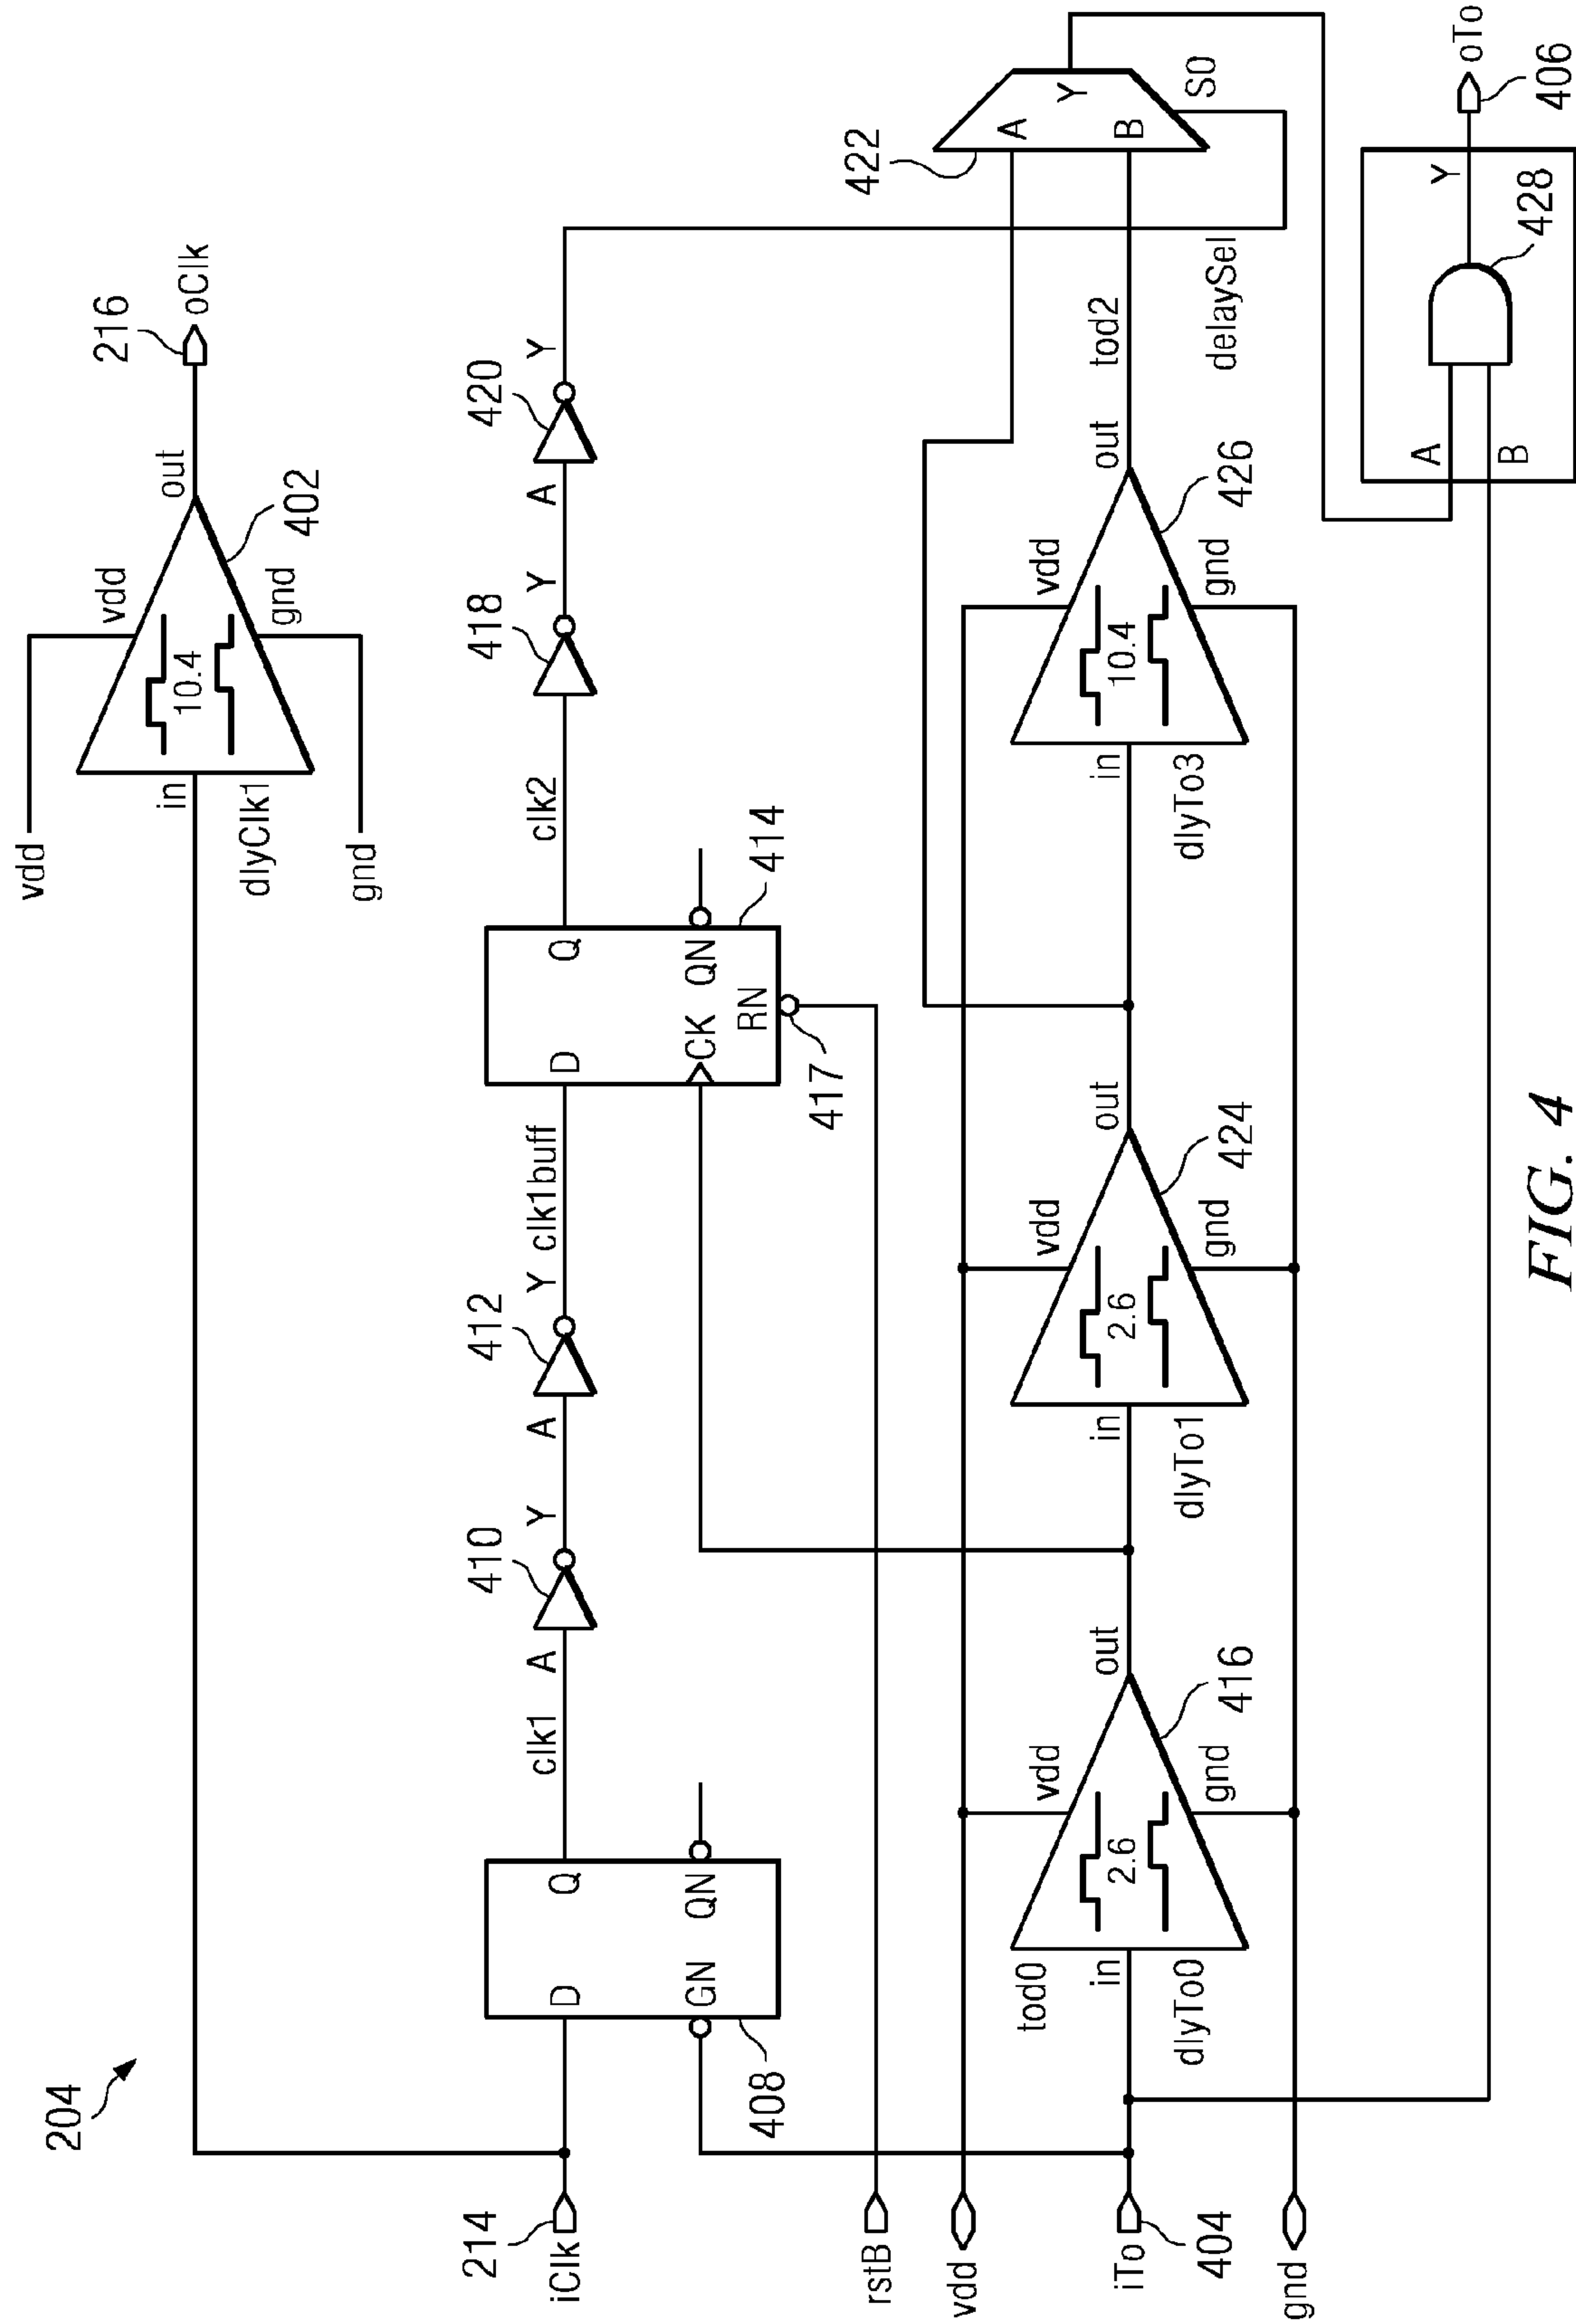 204
vdd
vdd
10.4
gnd
402
in
out
dlyClk1
gnd
216
oClk
214
iClk
D
Q
GN
QN
408
clk1
A
410
Y
A
412
Y
clk1buff
D
Q
CK
QN
RN
414
417
clk2
418
Y
A
420
Y
rstB
vdd
iTo
404
gnd
tod0
in
dlyTo0
vdd
2.6
gnd
416
out
in
dlyTo1
vdd
2.6
gnd
424
out
in
dlyTo3
vdd
10.4
gnd
426
out
tod2
delaySel
422
A
B
Y
S0
A
B
Y
428
oTo
406
FIG. 4